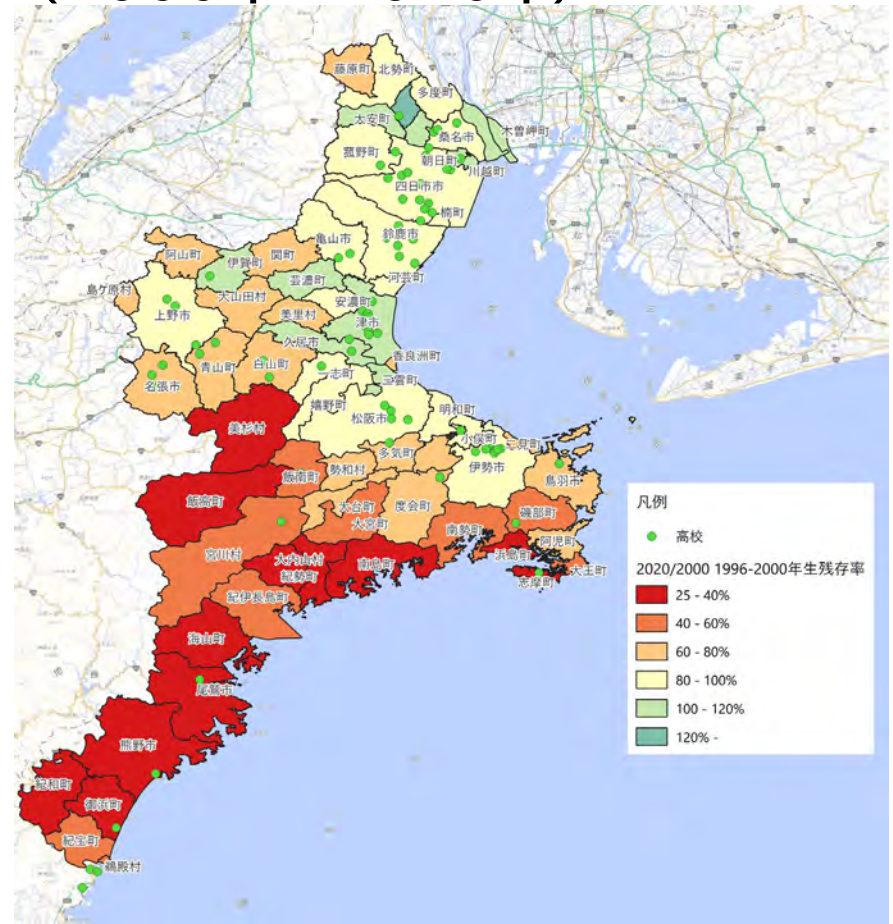 藤原町
北勢町
多度町
大安町
桑名市
木曽岬町
菰野町
朝日町
川越町
四日市市
楠町
亀山市
鈴鹿市
阿山町
伊賀町
関町
河芸町
芸濃町
島ケ原村
大山田村
安濃町
上野市
美里村
津市
久居市
香良洲町
青山町
白山町
一志町
三雲町
名張市
嬉野町
明和町
松阪市
美杉村
小俣町
二見町
多気町
伊勢市
飯南町
勢和村
鳥羽市
飯高町
大台町
度会町
磯部町
大宮町
南勢町
阿児町
宮川村
大内山村
南島町
浜島町
紀勢町
大王町
志摩町
紀伊長島町
海山町
尾鷲市
熊野市
紀和町
御浜町
紀宝町
鵜殿村
凡例
高校
2020/2000 1996-2000年生残存率
25 - 40%
40 - 60%
60 - 80%
80 - 100%
100 - 120%
120% -